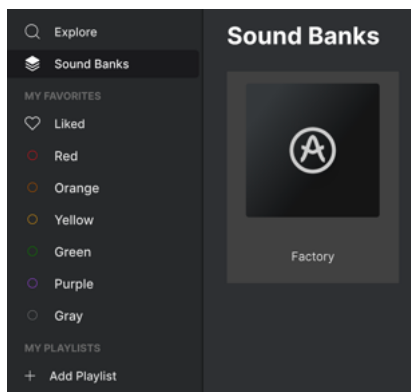 Explore
Sound Banks
MY FAVORITES
Liked
Red
Orange
Yellow
Green
Purple
Gray
MY PLAYLISTS
+ Add Playlist
Sound Banks
Factory